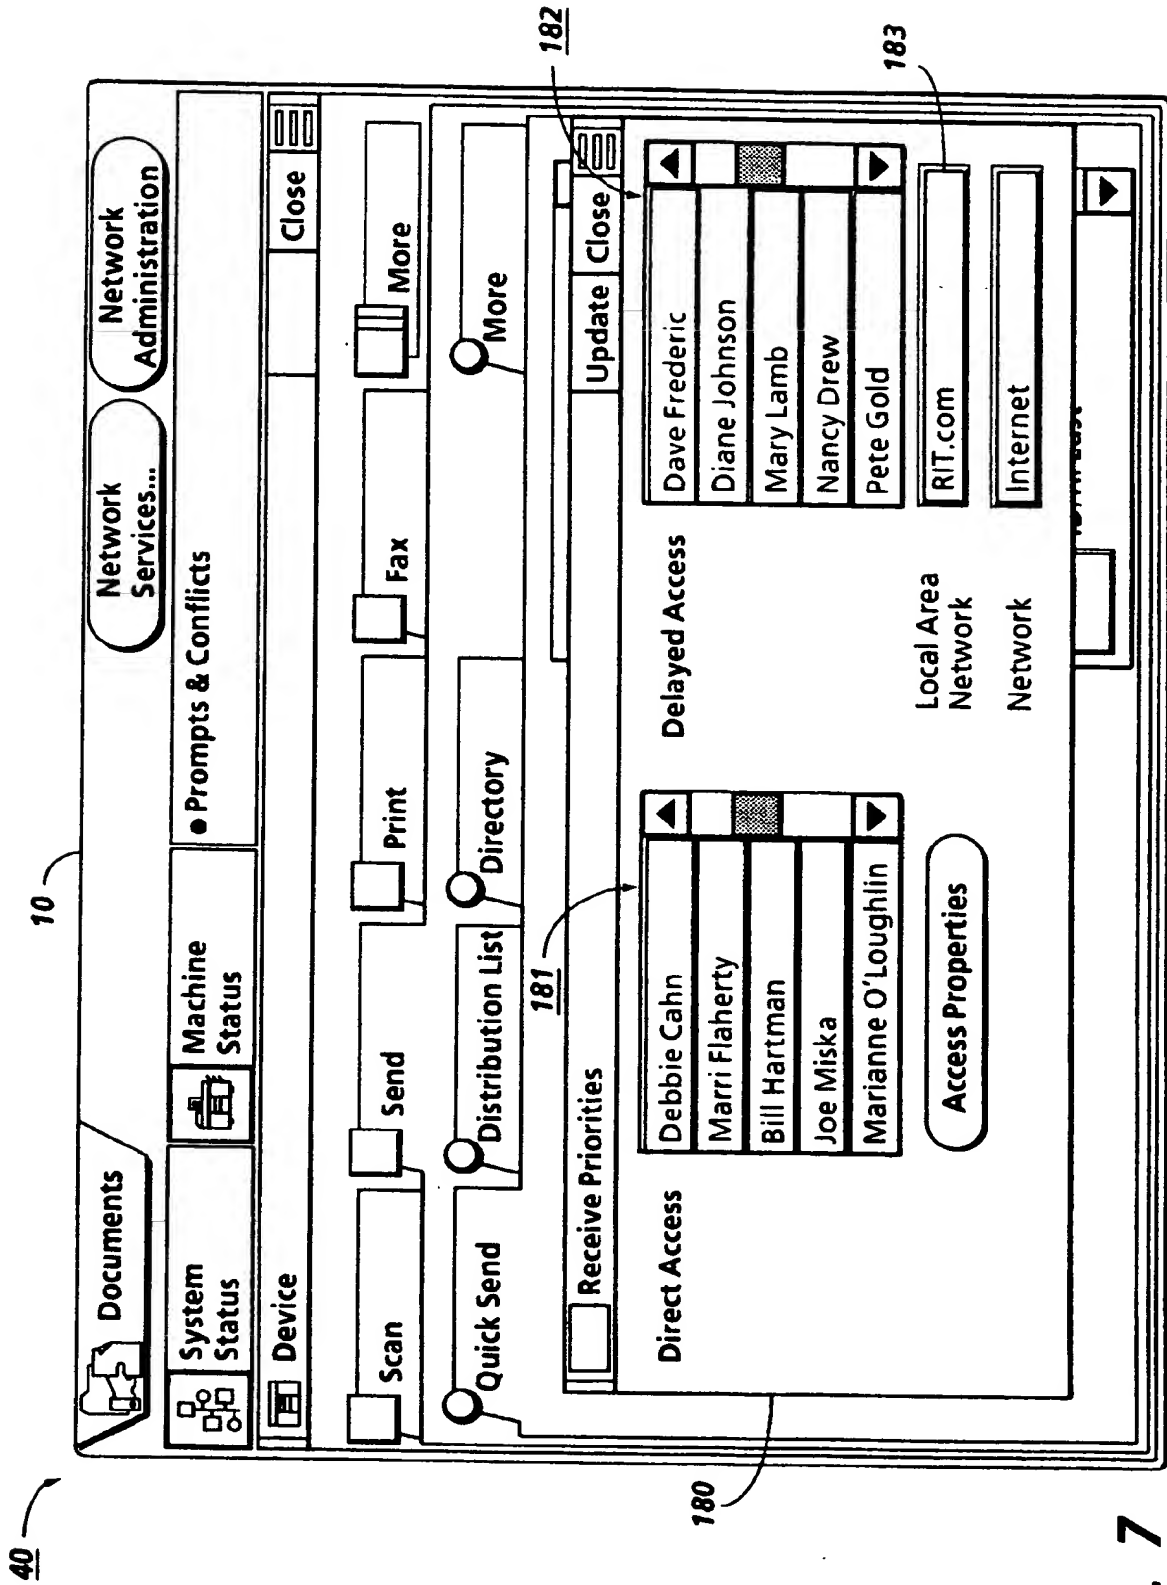 40
10
Documents
Network
Services...
Network
Administration
System
Status
Machine
Status
● Prompts & Conflicts
Device
Close
Scan
Send
Print
Fax
More
Quick Send
Distribution List
Directory
More
Receive Priorities
Update
Close
181
182
Direct Access
Debbie Cahn
Marri Flaherty
Bill Hartman
Joe Miska
Marianne O'Loughlin
Access Properties
Delayed Access
Dave Frederic
Diane Johnson
Mary Lamb
Nancy Drew
Pete Gold
Local Area
Network
RIT.com
183
Network
Internet
180
7